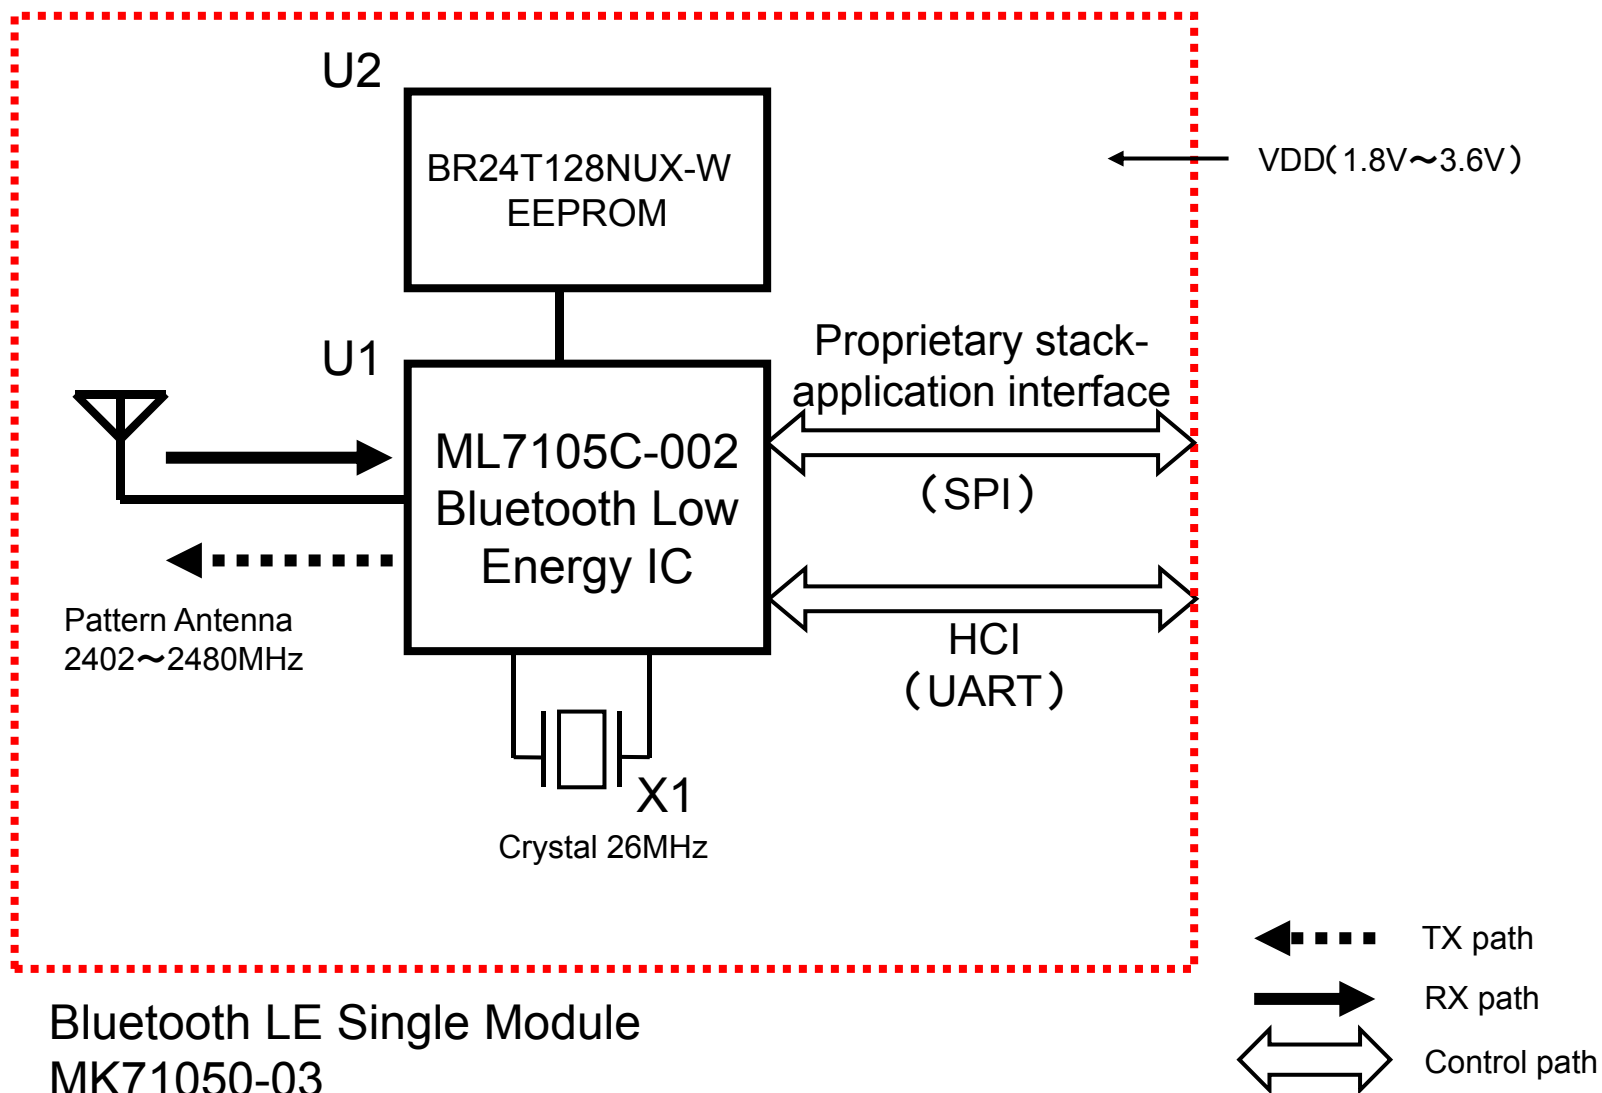 U2
BR24T128NUX-W
EEPROM
VDD(1.8V～3.6V)
U1
Proprietary stack-
application interface
ML7105C-002
Bluetooth Low
Energy IC
(SPI)
Pattern Antenna
2402～2480MHz
HCI
(UART)
X1
Crystal 26MHz
TX path
RX path
Control path
Bluetooth LE Single Module
MK71050-03